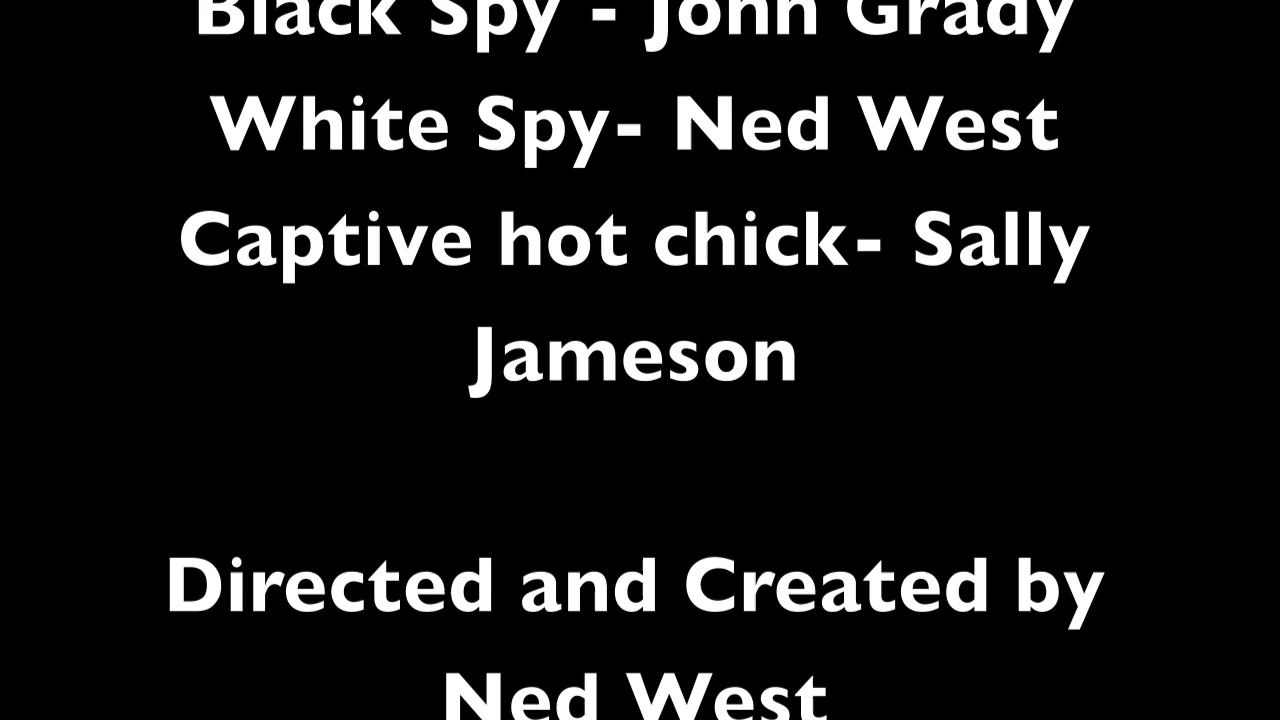 Black Spy - John Grady
White Spy- Ned West
Captive hot chick- Sally
Jameson
Directed and Created by
Ned West